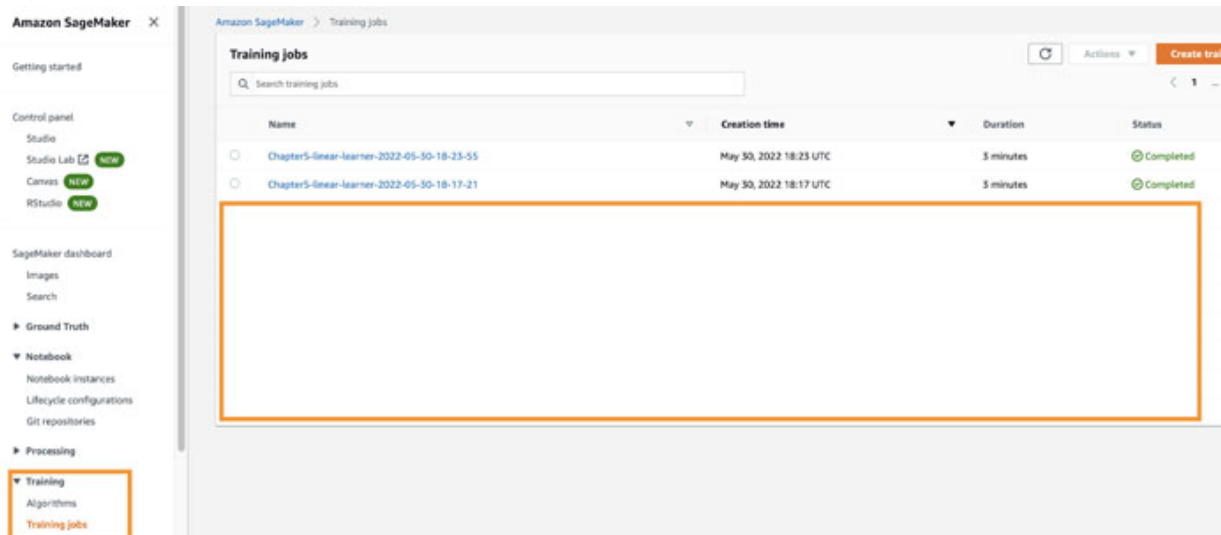 Amazon SageMaker ×
Getting started
Control panel
Studio
Studio Lab NEW
Canvas NEW
RStudio NEW
SageMaker dashboard
Images
Search
Ground Truth
Notebook
Notebook instances
Lifecycle configurations
Git repositories
Processing
Training
Algorithms
Training jobs
Amazon SageMaker > Training jobs
Training jobs
Actions
Create trai
Search training jobs
< 1 ...
Name Creation time Duration Status
Chapter5-linear-learner-2022-05-30-18-23-55 May 30, 2022 18:23 UTC 3 minutes Completed
Chapter5-linear-learner-2022-05-30-18-17-21 May 30, 2022 18:17 UTC 3 minutes Completed